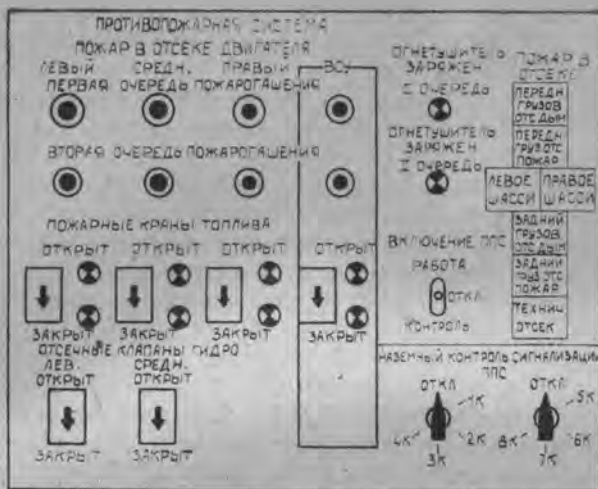 ПРОТИВОПОЖАРНАЯ СИСТЕМА
ПОЖАР В ОТСЕКЕ ДВИГАТЕЛЯ
ЛЕВЫЙ СРЕДН. ПРАВЫЙ ВСУ
ПЕРВАЯ ОЧЕРЕДЬ ПОЖАРОГАШЕНИЯ
ВТОРАЯ ОЧЕРЕДЬ ПОЖАРОГАШЕНИЯ
ПОЖАРНЫЕ КРАНЫ ТОПЛИВА
ОТКРЫТ ОТКРЫТ ОТКРЫТ ОТКРЫТ
ЗАКРЫТ ЗАКРЫТ ЗАКРЫТ ЗАКРЫТ
ОТСЕЧНЫЕ КЛАПАНЫ ГИДРО
ЛЕВ. СРЕДН.
ОТКРЫТ ОТКРЫТ
ЗАКРЫТ ЗАКРЫТ
ОГНЕТУШИТЕЛЬ
ЗАРЯЖЕН
I ОЧЕРЕДЬ
ОГНЕТУШИТЕЛЬ
ЗАРЯЖЕН
II ОЧЕРЕДЬ
ВКЛЮЧЕНИЕ ППС
РАБОТА
ОТКЛ
КОНТРОЛЬ
ПОЖАР В
ОТСЕКЕ
ПЕРЕДН
ГРУЗОВ
ОТС ДЫМ
ПЕРЕДН
ГРУЗ ОТС
ПОЖАР
ЛЕВОЕ ПРАВОЕ
ШАССИ ШАССИ
ЗАДНИЙ
ГРУЗОВ
ОТС ДЫМ
ЗАДНИЙ
ГРУЗ ОТС
ПОЖАР
ТЕХНИЧ
ОТСЕК
НАЗЕМНЫЙ КОНТРОЛЬ СИГНАЛИЗАЦИИ
ППС
ОТКЛ ОТКЛ
1К 5К
4К 2К 8К 6К
3К 7К